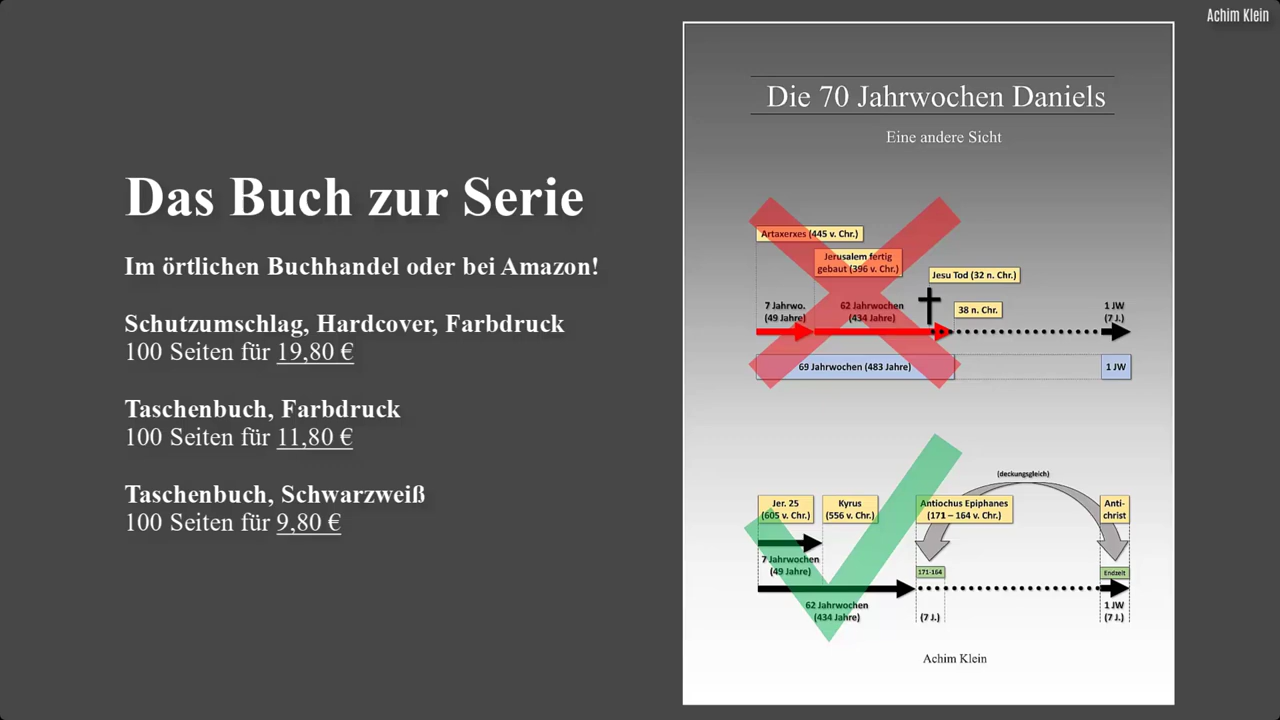 Achim Klein
Das Buch zur Serie
Im örtlichen Buchhandel oder bei Amazon!
Schutzumschlag, Hardcover, Farbdruck
100 Seiten für 19,80 €
Taschenbuch, Farbdruck
100 Seiten für 11,80 €
Taschenbuch, Schwarzweiß
100 Seiten für 9,80 €
Die 70 Jahrwochen Daniels
Eine andere Sicht
Artaxerxes (445 v. Chr.)
Jerusalem fertig
gebaut (396 v. Chr.)
Jesu Tod (32 n. Chr.)
7 Jahrwo.
(49 Jahre)
62 Jahrwochen
(434 Jahre)
38 n. Chr.
1 JW
(7 J.)
69 Jahrwochen (483 Jahre)
1 JW
(deckungsgleich)
Jer. 25
(605 v. Chr.)
Kyrus
(556 v. Chr.)
Antiochus Epiphanes
(171 – 164 v. Chr.)
Anti-
christ
7 Jahrwochen
(49 Jahre)
171-164
Endzeit
62 Jahrwochen
(434 Jahre)
(7 J.)
1 JW
(7 J.)
Achim Klein